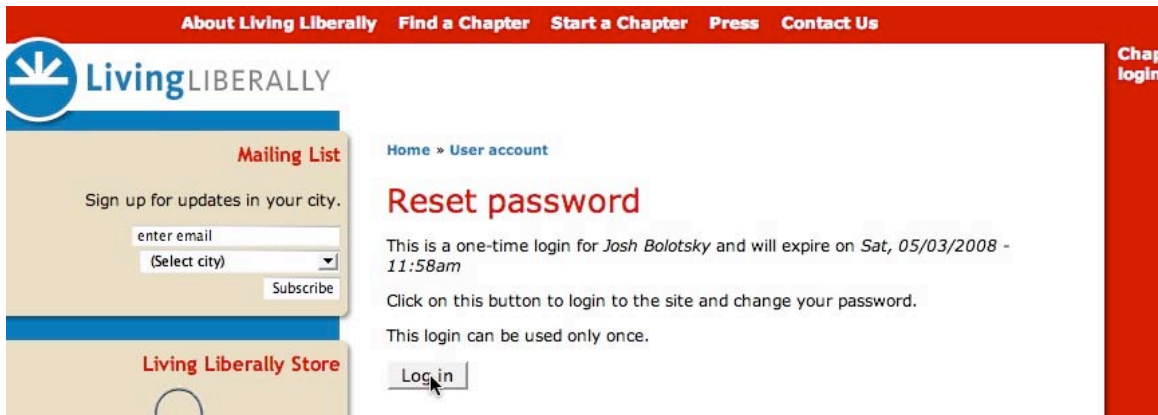 About Living Liberally Find a Chapter Start a Chapter Press Contact Us
LivingLIBERALLY
Mailing List
Sign up for updates in your city.
enter email
(Select city)
Subscribe
Living Liberally Store
Home » User account
Reset password
This is a one-time login for Josh Bolotsky and will expire on Sat, 05/03/2008 -
11:58am
Click on this button to login to the site and change your password.
This login can be used only once.
Log in
login